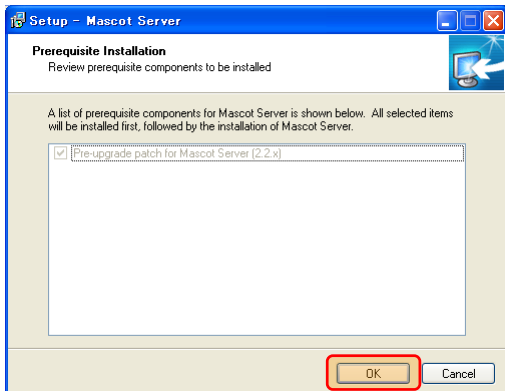 Setup - Mascot Server
Prerequisite Installation
Review prerequisite components to be installed
A list of prerequisite components for Mascot Server is shown below. All selected items
will be installed first, followed by the installation of Mascot Server.
Pre-upgrade patch for Mascot Server (2.2.x)
OK
Cancel